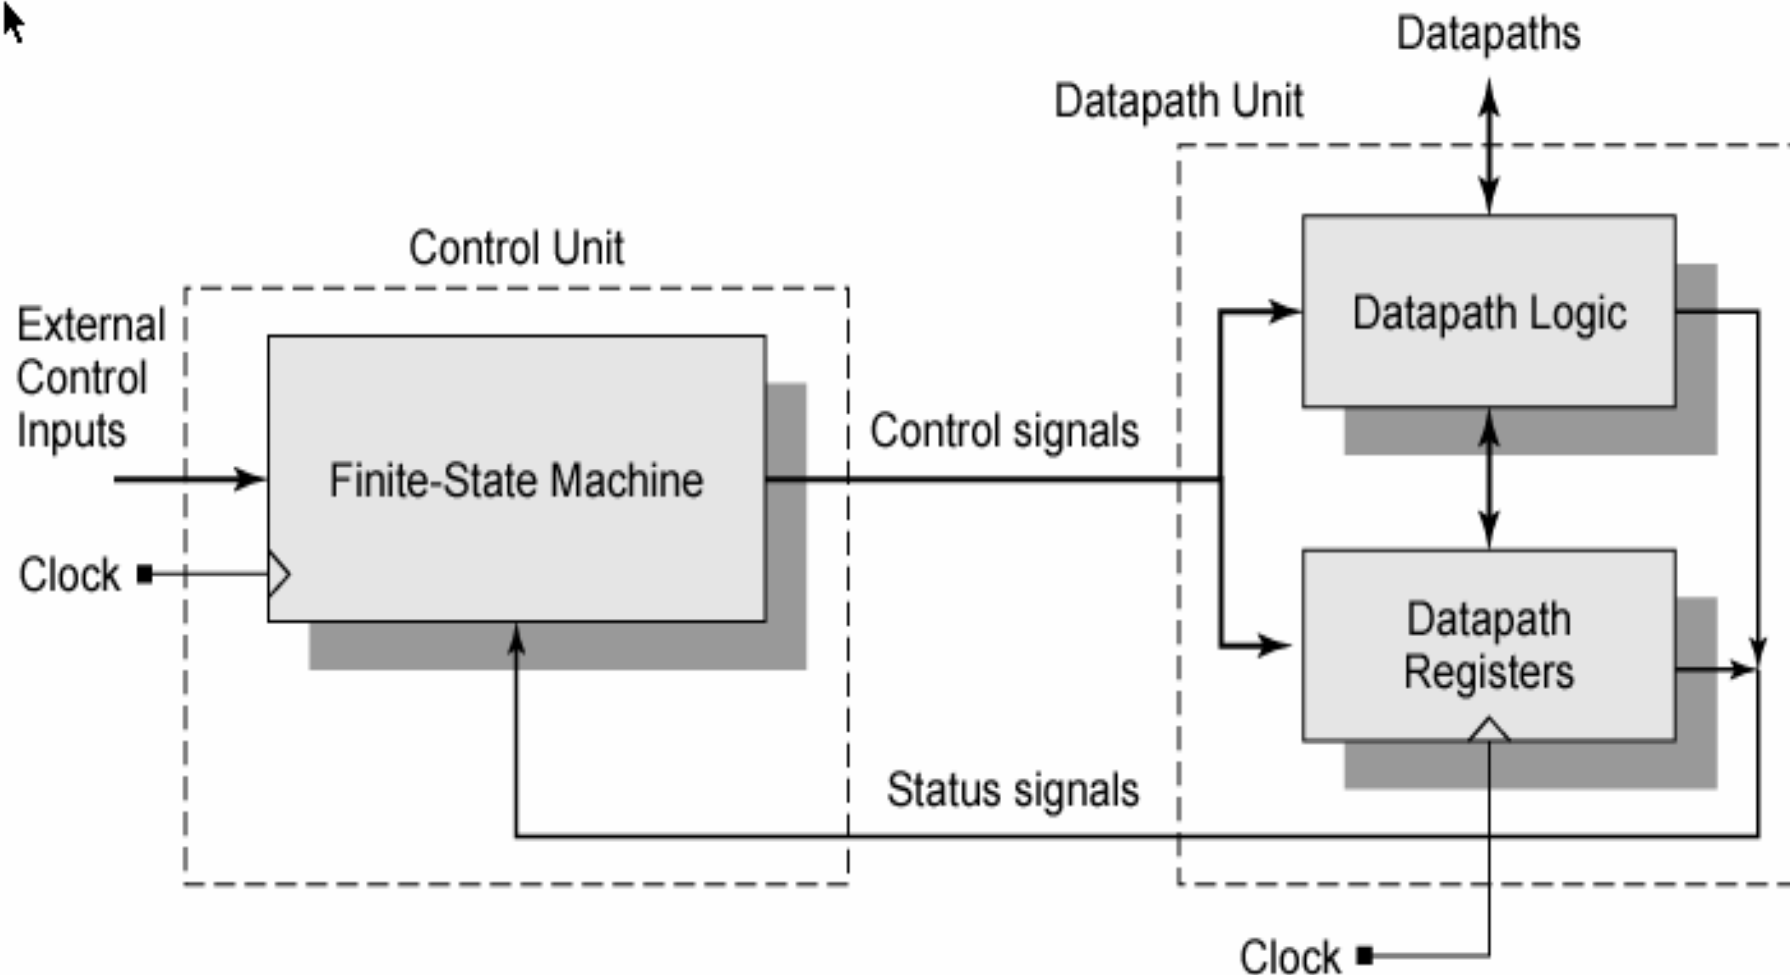 Datapaths
Datapath Unit
Control Unit
External
Control
Inputs
Clock
Finite-State Machine
Control signals
Datapath Logic
Datapath
Registers
Status signals
Clock